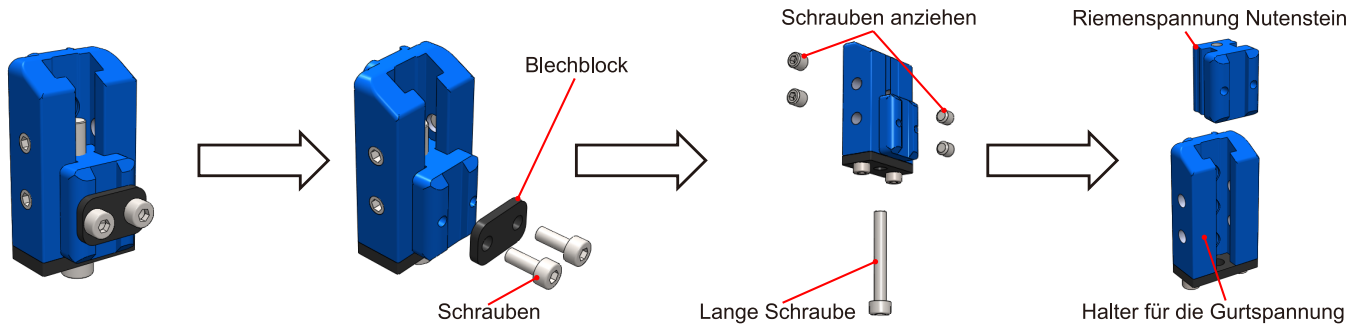 Blechblock
Schrauben
Schrauben anziehen
Lange Schraube
Riemenspannung Nutenstein
Halter für die Gurtspannung